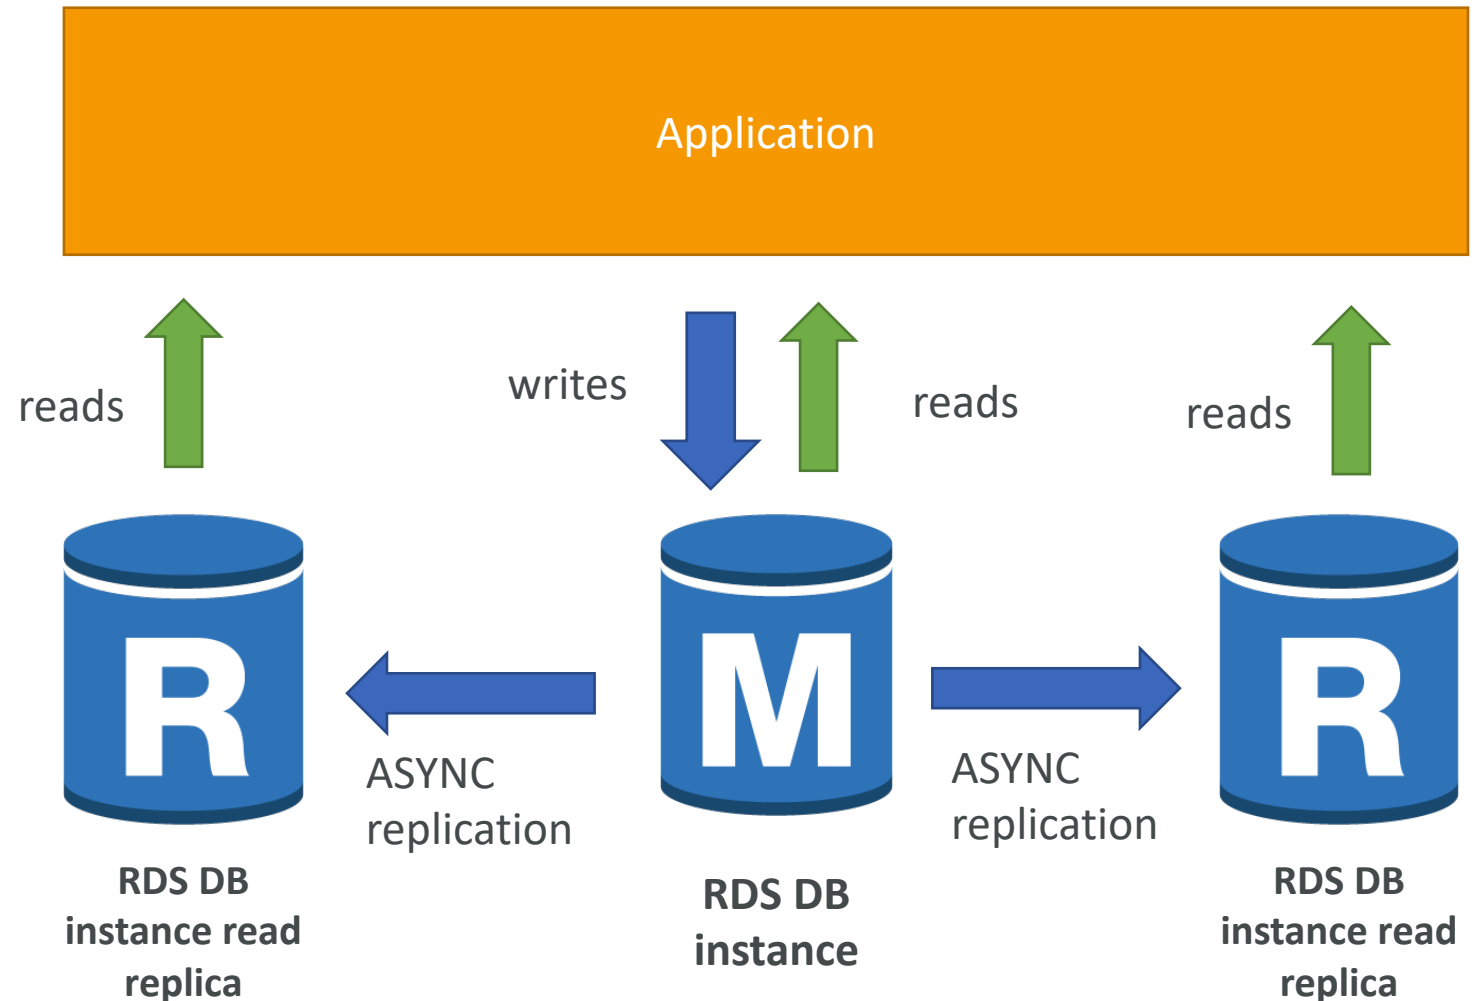 Application
reads
writes
reads
reads
R
M
R
ASYNC
replication
ASYNC
replication
RDS DB
instance read
replica
RDS DB
instance
RDS DB
instance read
replica